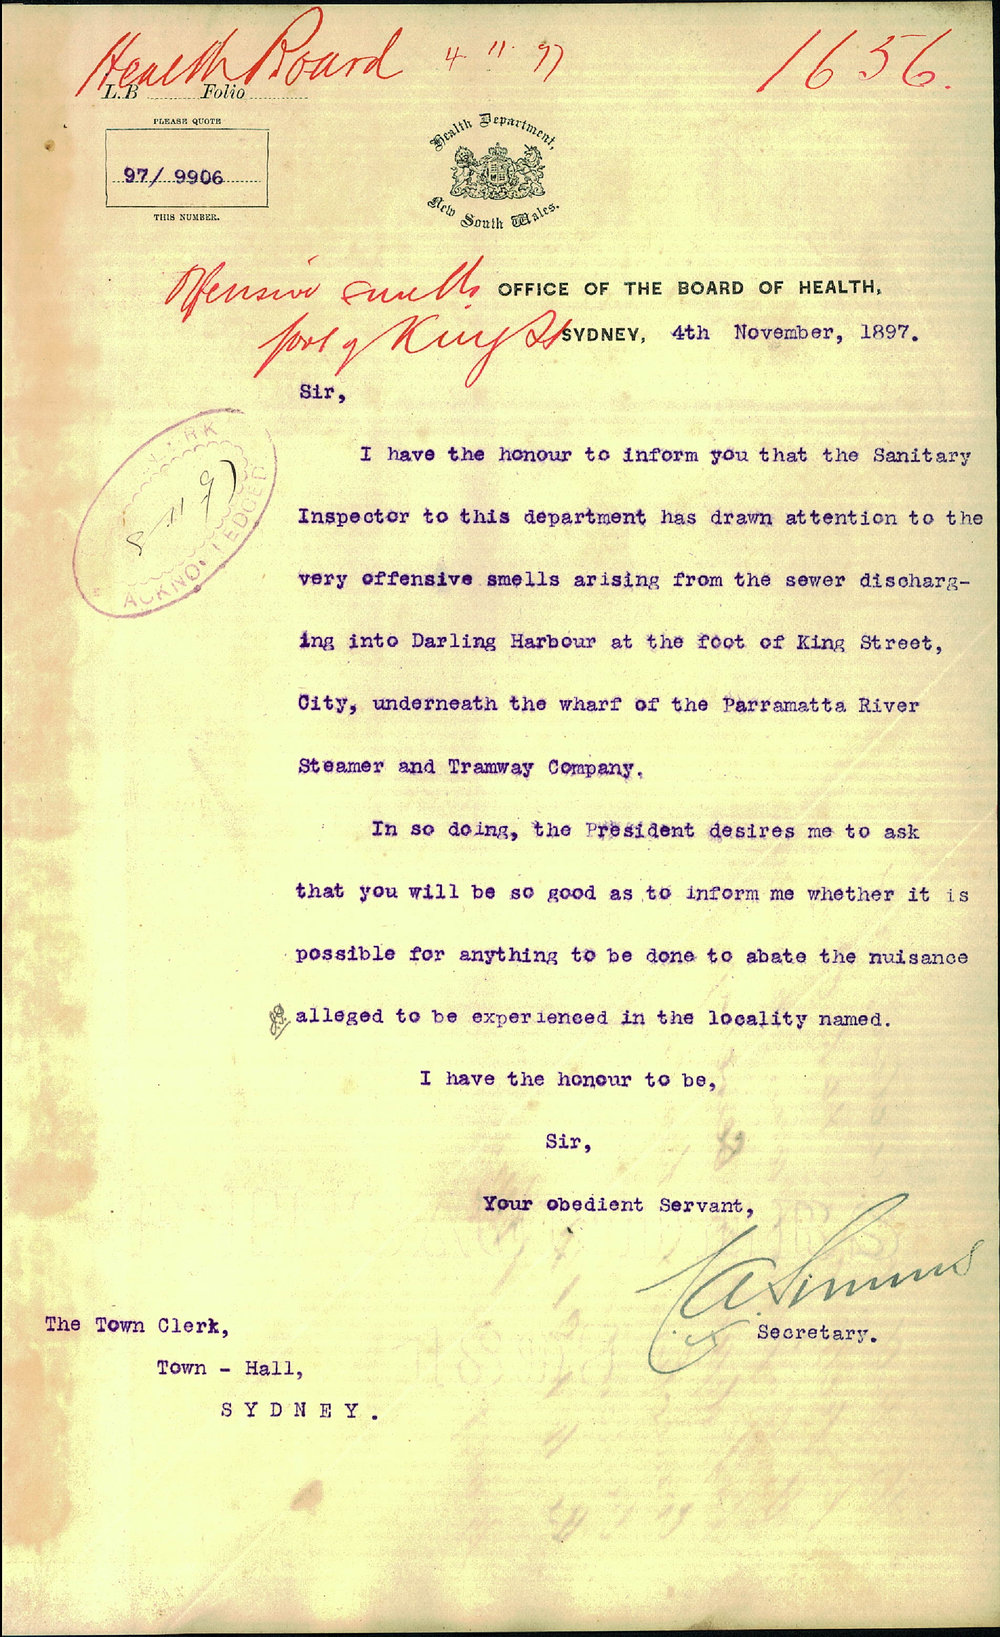 Health Board 4 11 97
1656.
L.B Folio
PLEASE QUOTE
97/ 9906
THIS NUMBER.
Health Department,
New South Wales.
Offensive smells
foot of King St
OFFICE OF THE BOARD OF HEALTH,
SYDNEY, 4th November, 1897.
Sir,
CLERK
8 11 97
ACKNOWLEDGED
I have the honour to inform you that the Sanitary
Inspector to this department has drawn attention to the
very offensive smells arising from the sewer discharg-
ing into Darling Harbour at the foot of King Street,
City, underneath the wharf of the Parramatta River
Steamer and Tramway Company.
In so doing, the President desires me to ask
that you will be so good as to inform me whether it is
possible for anything to be done to abate the nuisance
alleged to be experienced in the locality named.
I have the honour to be,
Sir,
Your obedient Servant,
Secretary.
The Town Clerk,
Town - Hall,
SYDNEY.